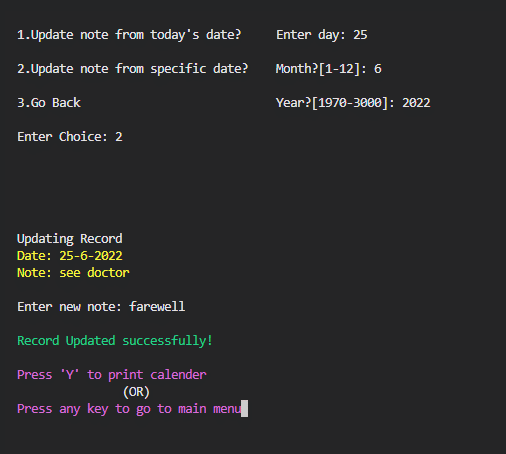 1.Update note from today's date?     Enter day: 25
2.Update note from specific date?    Month?[1-12]: 6
3.Go Back                            Year?[1970-3000]: 2022
Enter Choice: 2
Updating Record
Date: 25-6-2022
Note: see doctor
Enter new note: farewell
Record Updated successfully!
Press 'Y' to print calender
(OR)
Press any key to go to main menu